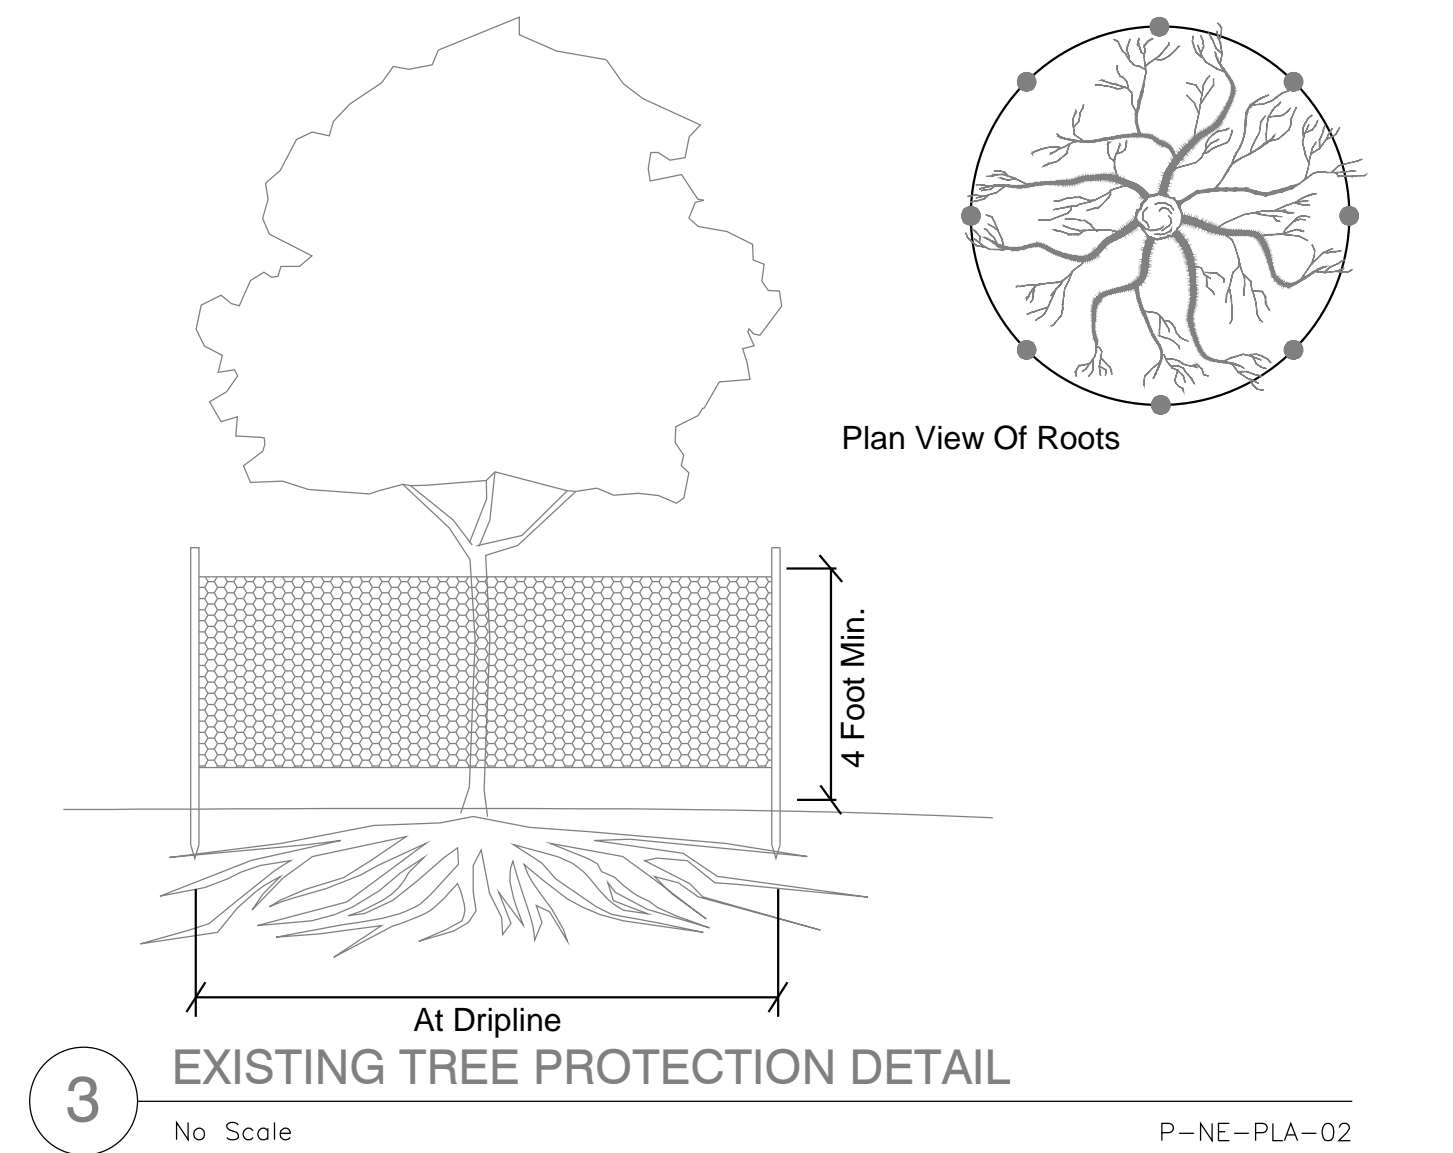 Plan View Of Roots
4 Foot Min.
At Dripline
3
EXISTING TREE PROTECTION DETAIL
No Scale
P-NE-PLA-02